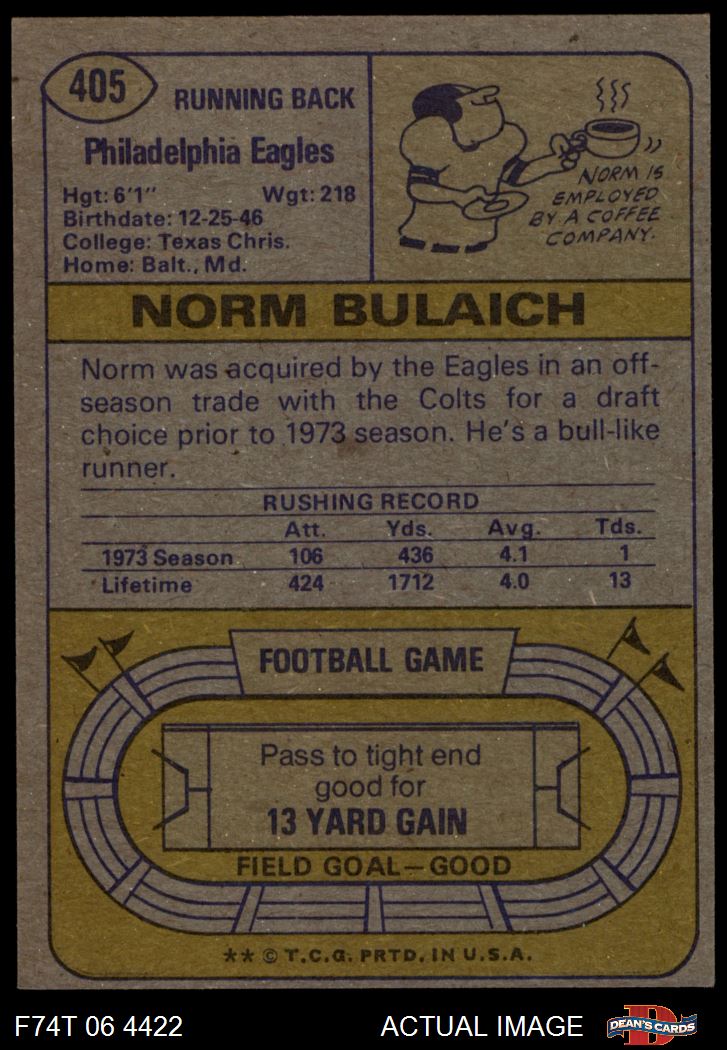 405
RUNNING BACK
Philadelphia Eagles
Hgt: 6'1" Wgt: 218
Birthdate: 12-25-46
College: Texas Chris.
Home: Balt., Md.
NORM IS
EMPLOYED
BY A COFFEE
COMPANY.
NORM BULAICH
Norm was acquired by the Eagles in an off-
season trade with the Colts for a draft
choice prior to 1973 season. He's a bull-like
runner.
RUSHING RECORD
Att. Yds. Avg. Tds.
1973 Season 106 436 4.1 1
Lifetime 424 1712 4.0 13
FOOTBALL GAME
Pass to tight end
good for
13 YARD GAIN
FIELD GOAL—GOOD
** © T.C.G. PRTD. IN U.S.A.
F74T 06 4422 ACTUAL IMAGE
D
DEAN'S CARDS